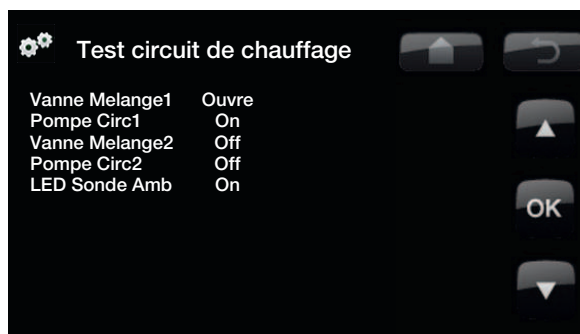 Test circuit de chauffage
Vanne Melange1 Ouvre
Pompe Circ1 On
Vanne Melange2 Off
Pompe Circ2 Off
LED Sonde Amb On
OK